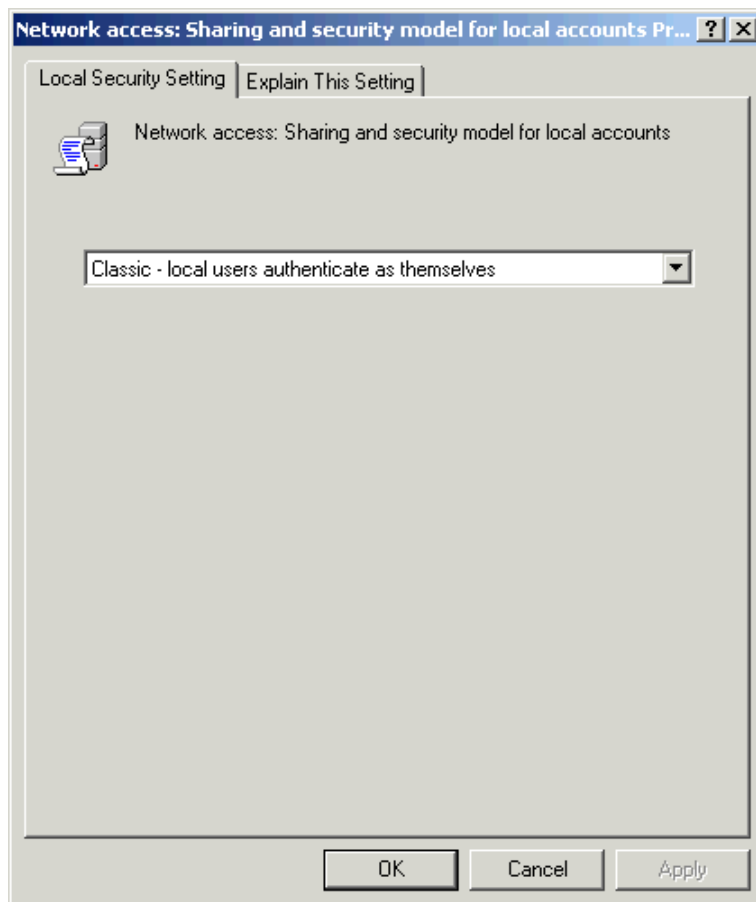 Network access: Sharing and security model for local accounts Pr...
Local Security Setting
Explain This Setting
Network access: Sharing and security model for local accounts
Classic - local users authenticate as themselves
OK
Cancel
Apply